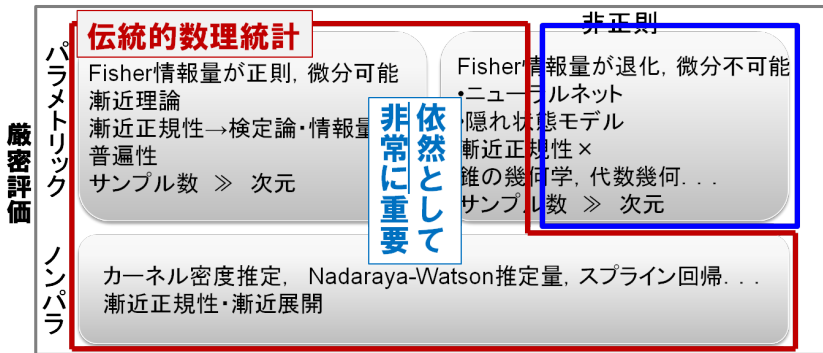 非正則
伝統的数理統計
厳密評価
パラメトリック
Fisher情報量が正則, 微分可能
漸近理論
漸近正規性→検定論・情報量
普遍性
サンプル数 ≫ 次元
依然として
非常に重要
Fisher情報量が退化, 微分不可能
•ニューラルネット
•隠れ状態モデル
漸近正規性×
錐の幾何学, 代数幾何. . .
サンプル数 ≫ 次元
ノンパラ
カーネル密度推定, Nadaraya-Watson推定量, スプライン回帰. . .
漸近正規性・漸近展開